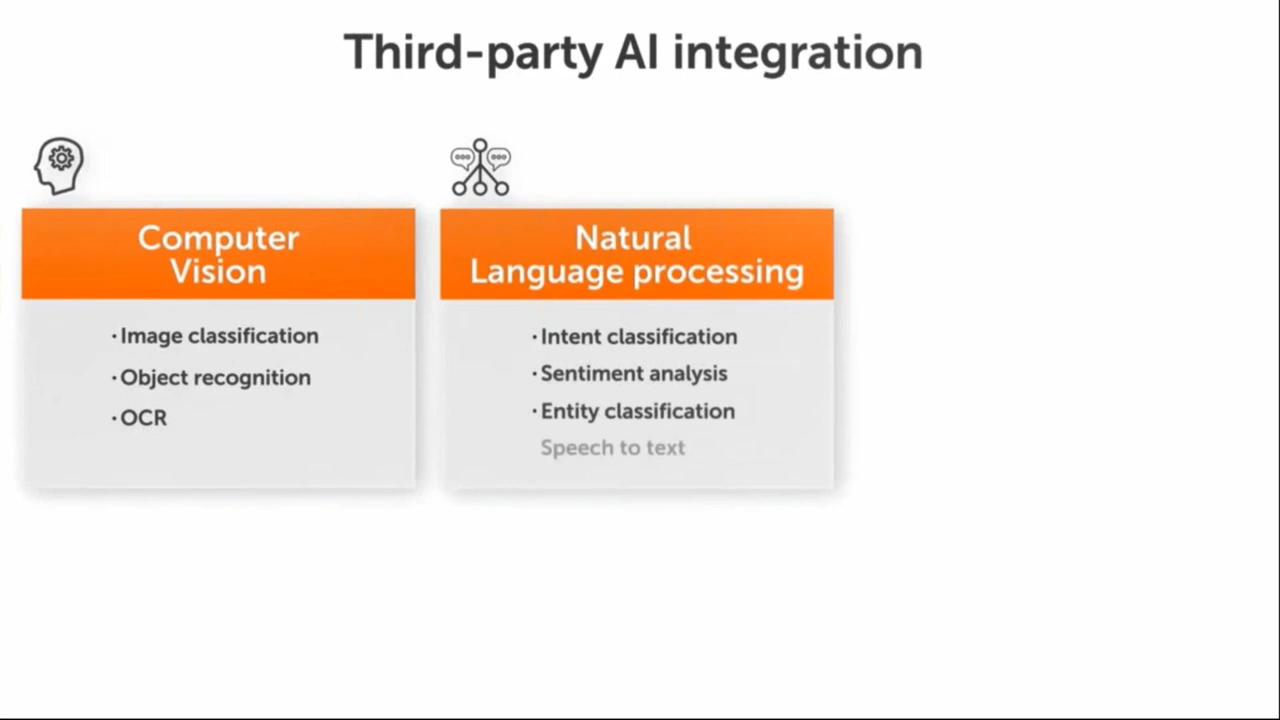 Third-party AI integration
Computer
Vision
· Image classification
· Object recognition
· OCR
Natural
Language processing
· Intent classification
· Sentiment analysis
· Entity classification
Speech to text